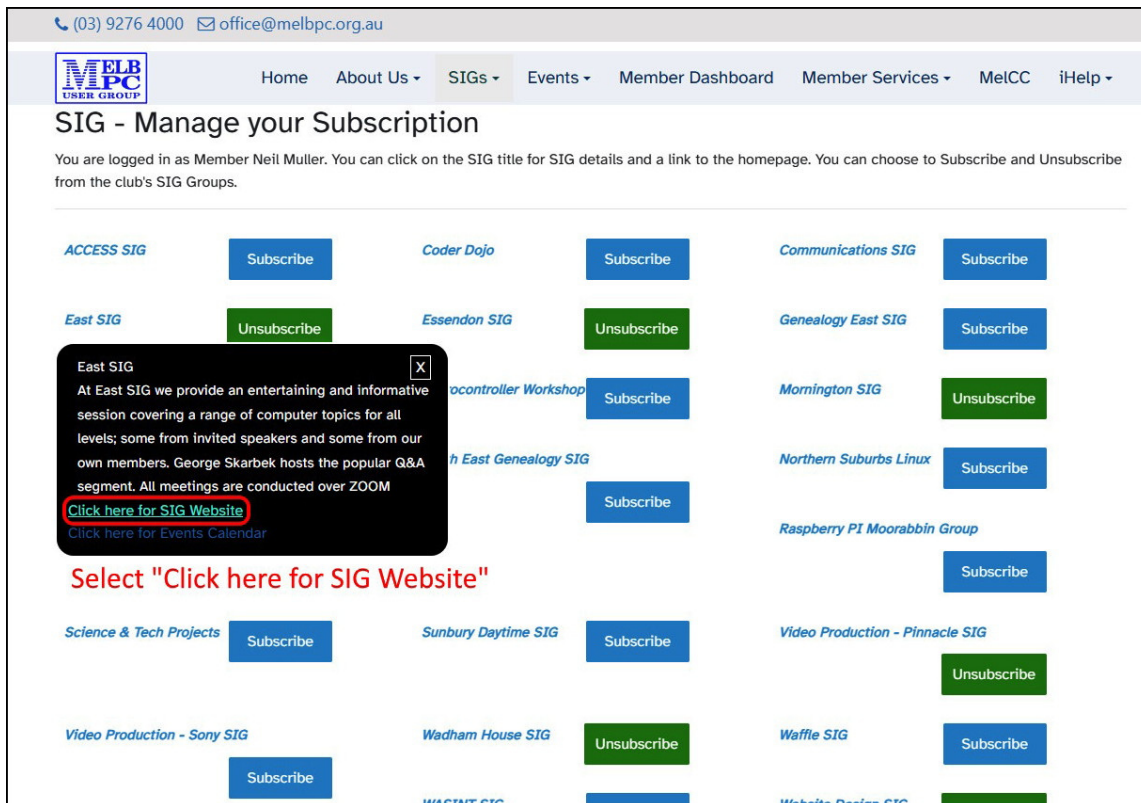 (03) 9276 4000 office@melbpc.org.au
MELB
PC
USER GROUP
Home About Us SIGs Events Member Dashboard Member Services MelCC iHelp
SIG - Manage your Subscription
You are logged in as Member Neil Muller. You can click on the SIG title for SIG details and a link to the homepage. You can choose to Subscribe and Unsubscribe
from the club's SIG Groups.
ACCESS SIG Subscribe Coder Dojo Subscribe Communications SIG Subscribe
East SIG Unsubscribe Essendon SIG Unsubscribe Genealogy East SIG Subscribe
East SIG X
At East SIG we provide an entertaining and informative
session covering a range of computer topics for all
levels; some from invited speakers and some from our
own members. George Skarbek hosts the popular Q&A
segment. All meetings are conducted over ZOOM
Click here for SIG Website
Click here for Events Calendar
Workshop Subscribe Mornington SIG Unsubscribe
East Genealogy SIG Subscribe Northern Suburbs Linux Subscribe
Raspberry PI Moorabbin Group
Subscribe
Select "Click here for SIG Website"
Science & Tech Projects Subscribe Sunbury Daytime SIG Subscribe Video Production - Pinnacle SIG
Unsubscribe
Video Production - Sony SIG Wadham House SIG Unsubscribe Waffle SIG Subscribe
Subscribe